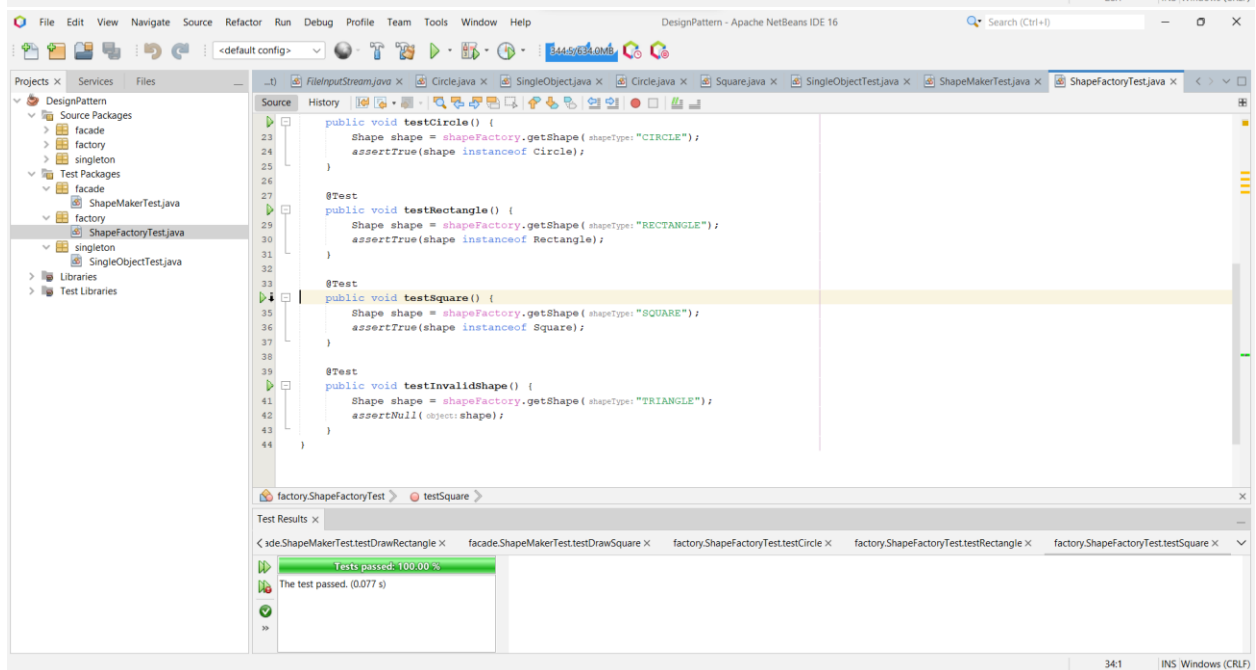 File Edit View Navigate Source Refactor Run Debug Profile Team Tools Window Help DesignPattern - Apache NetBeans IDE 16 Search (Ctrl+I)
<default config> 344.5/634.0MB
Projects Services Files
...t) FileInputStream.java Circle.java SingleObject.java Circle.java Square.java SingleObjectTest.java ShapeMakerTest.java ShapeFactoryTest.java
DesignPattern
Source Packages
facade
factory
singleton
Test Packages
facade
ShapeMakerTest.java
factory
ShapeFactoryTest.java
singleton
SingleObjectTest.java
Libraries
Test Libraries
Source History
public void testCircle() {
23 Shape shape = shapeFactory.getShape( shapeType: "CIRCLE");
24 assertTrue(shape instanceof Circle);
25 }
26
27 @Test
public void testRectangle() {
29 Shape shape = shapeFactory.getShape( shapeType: "RECTANGLE");
30 assertTrue(shape instanceof Rectangle);
31 }
32
33 @Test
public void testSquare() {
35 Shape shape = shapeFactory.getShape( shapeType: "SQUARE");
36 assertTrue(shape instanceof Square);
37 }
38
39 @Test
public void testInvalidShape() {
41 Shape shape = shapeFactory.getShape( shapeType: "TRIANGLE");
42 assertNull( object: shape);
43 }
44 }
factory.ShapeFactoryTest testSquare
Test Results
ade.ShapeMakerTest.testDrawRectangle facade.ShapeMakerTest.testDrawSquare factory.ShapeFactoryTest.testCircle factory.ShapeFactoryTest.testRectangle factory.ShapeFactoryTest.testSquare
Tests passed: 100.00 %
The test passed. (0.077 s)
34:1 INS Windows (CRLF)